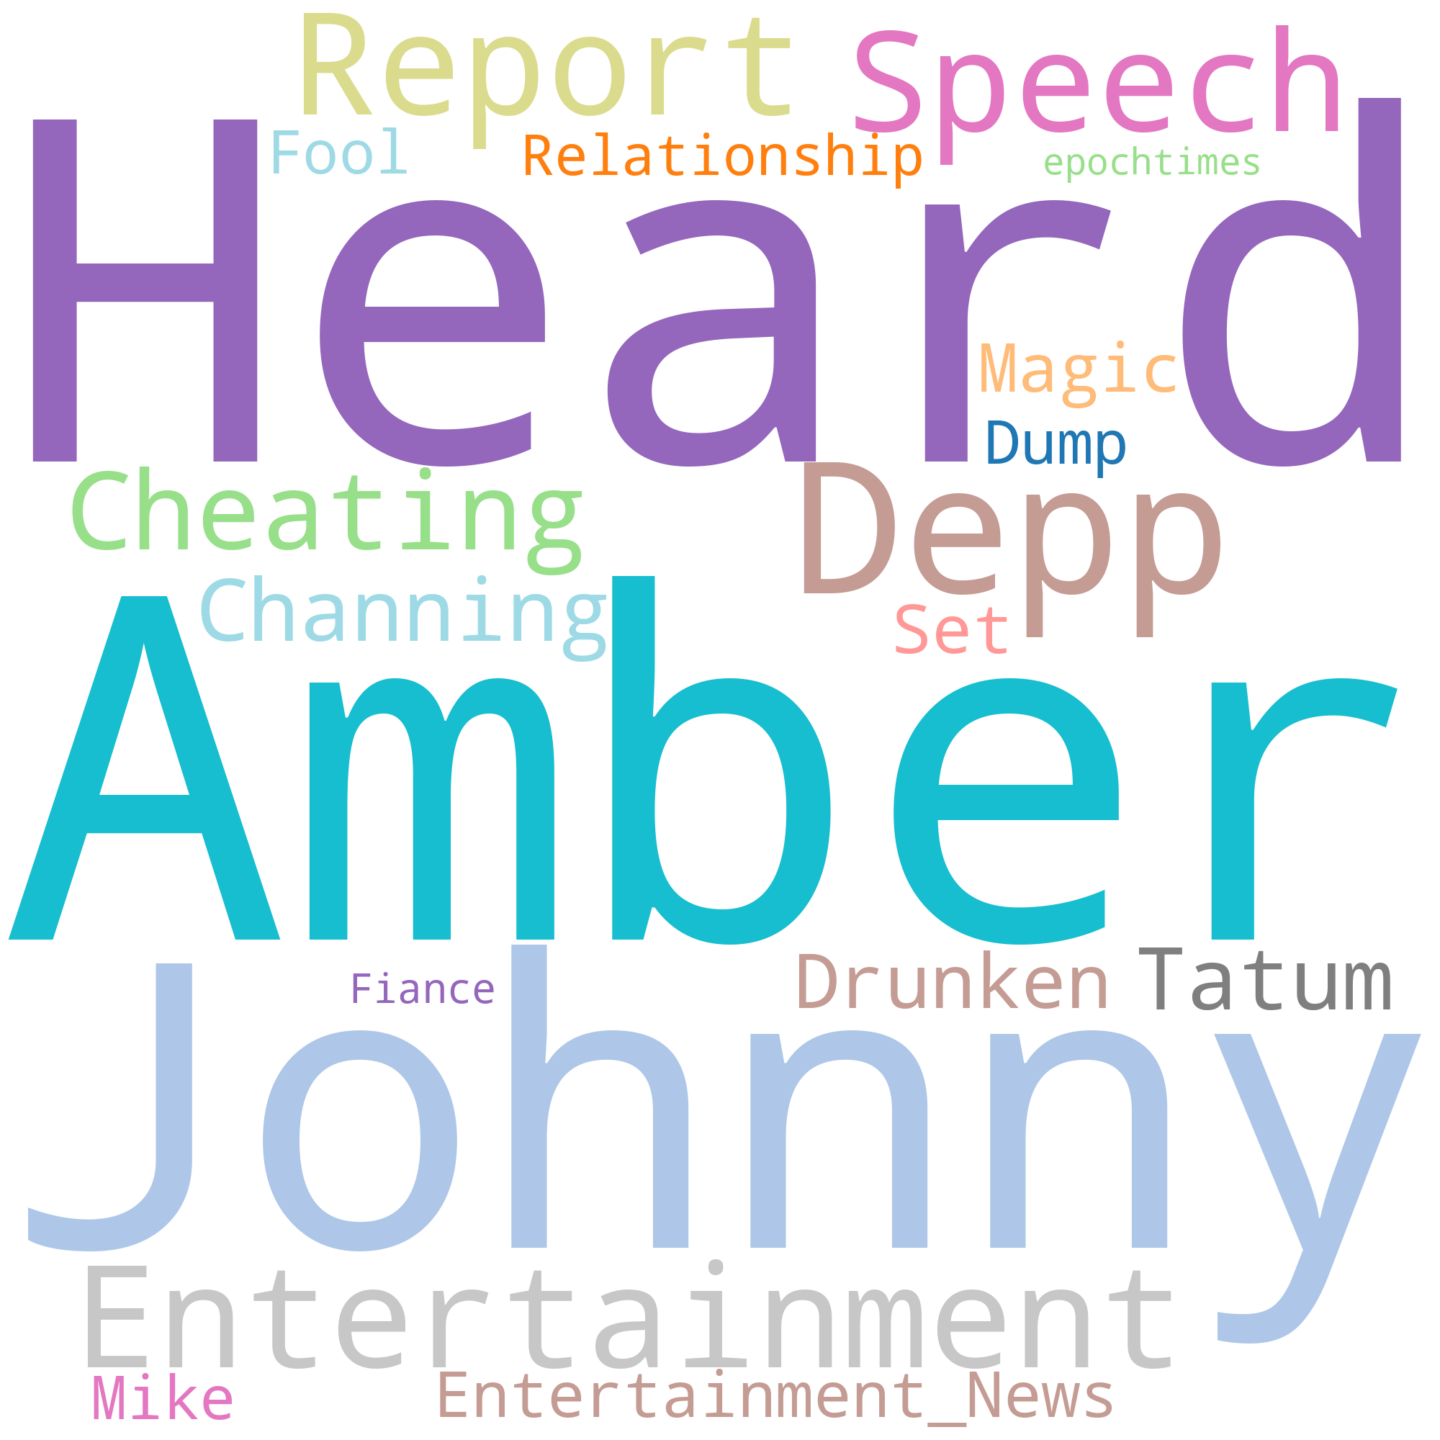 Report
Speech
Fool
Relationship
epochtimes
Heard
Magic
Dump
Cheating
Depp
Channing
Set
Amber
Fiance
Drunken
Tatum
Johnny
Entertainment
Mike
Entertainment_News